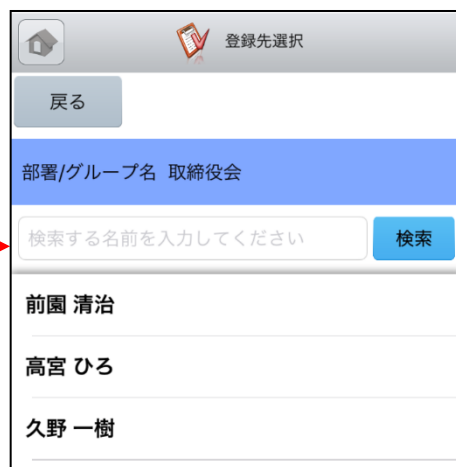 登録先選択
戻る
部署/グループ名 取締役会
検索する名前を入力してください 検索
前園 清治
高宮 ひろ
久野 一樹